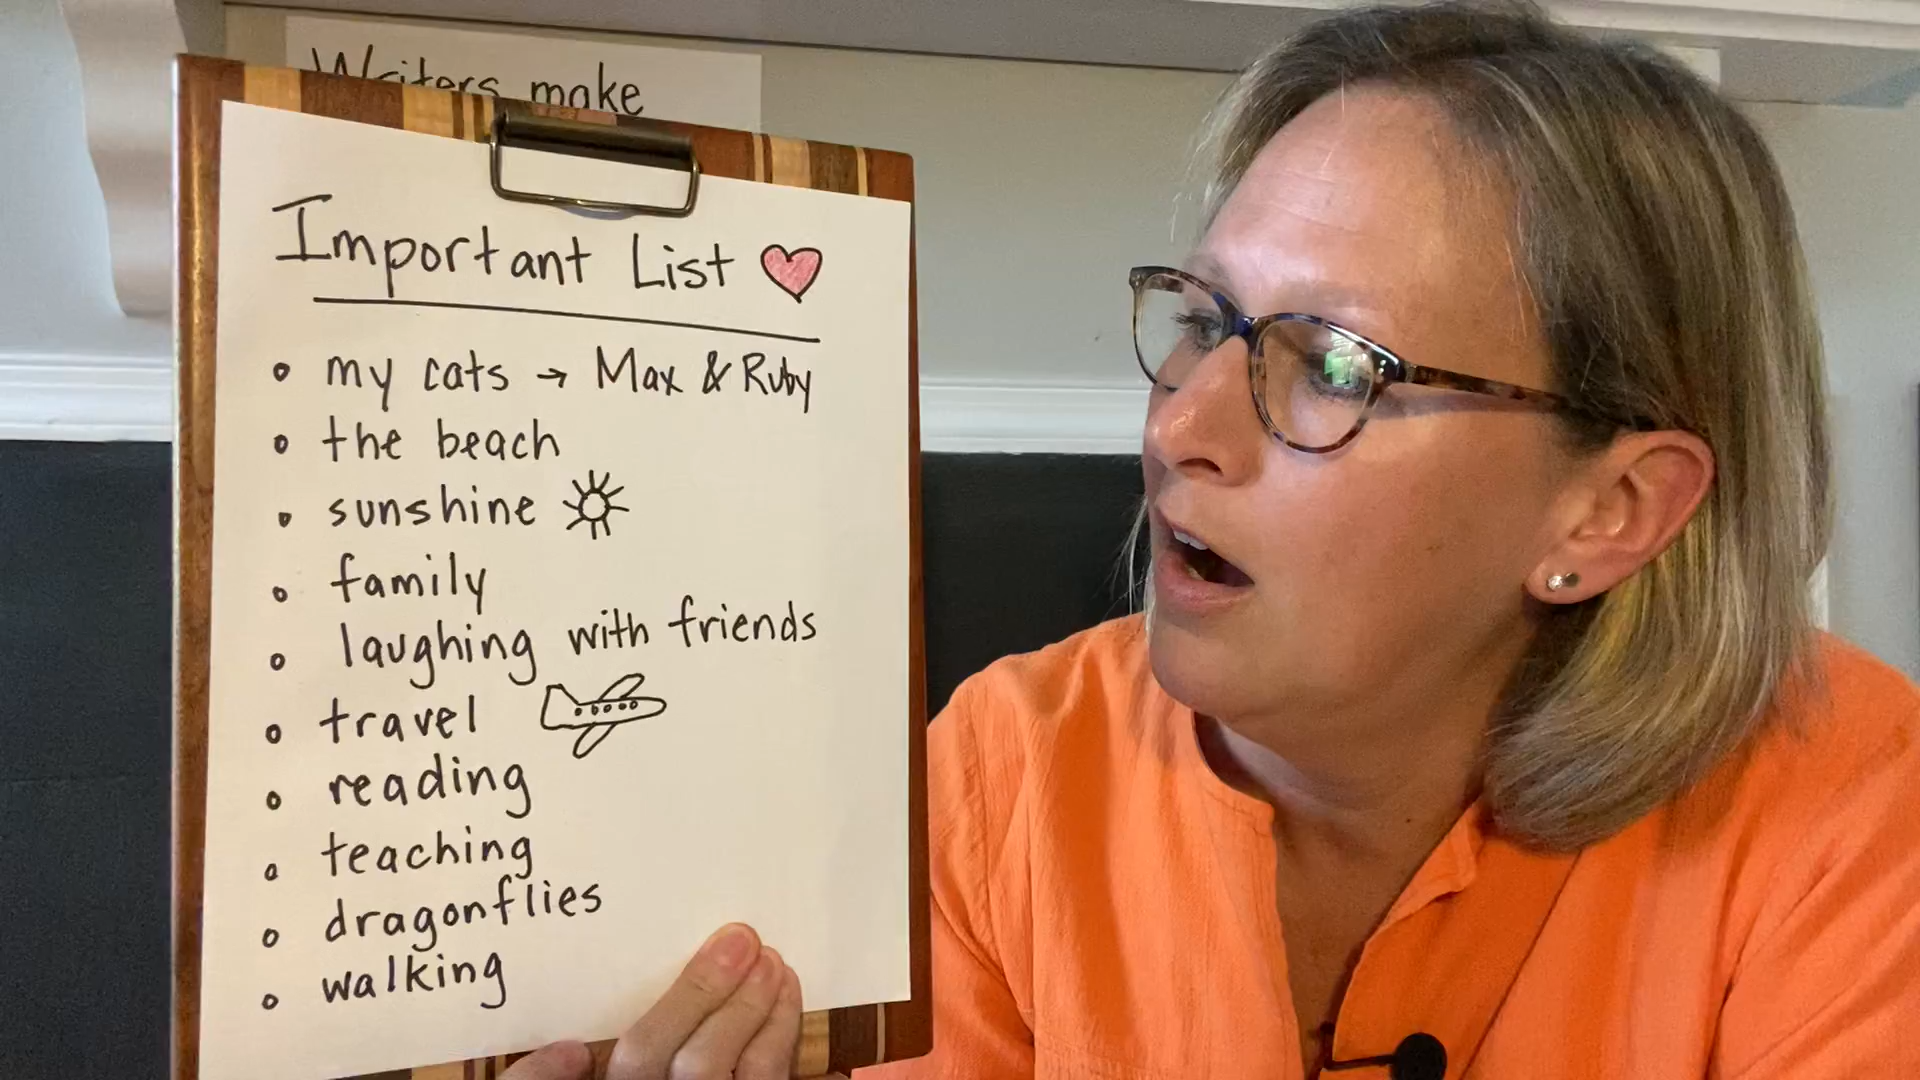 Writers make
Important List
my cats → Max & Ruby
the beach
sunshine
family
laughing with friends
travel
reading
teaching
dragonflies
walking